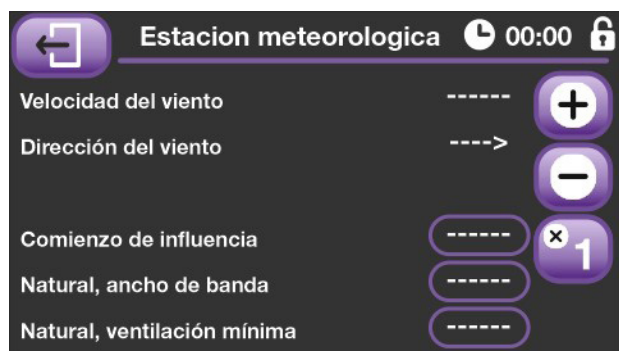 Estacion meteorologica 00:00
Velocidad del viento ------
Dirección del viento ---->
Comienzo de influencia ------
Natural, ancho de banda ------
Natural, ventilación mínima ------
+
−
×1